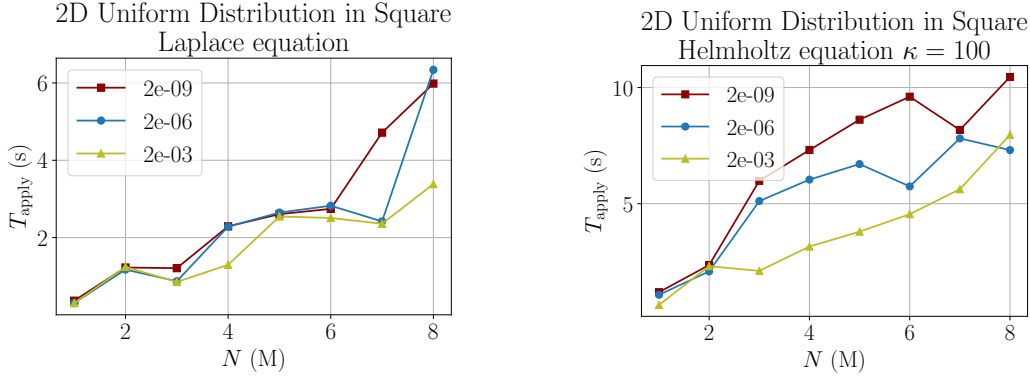 2D Uniform Distribution in Square
Laplace equation
6
4
2
2e-09
2e-06
2e-03
T_apply (s)
2
4
6
8
N (M)
2D Uniform Distribution in Square
Helmholtz equation κ = 100
10
5
2e-09
2e-06
2e-03
T_apply (s)
2
4
6
8
N (M)